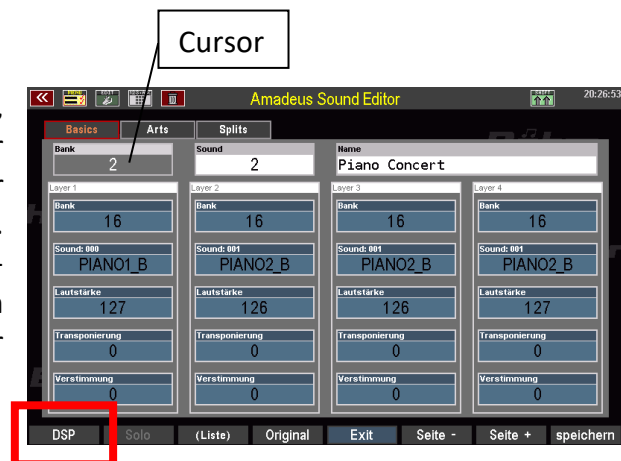 Cursor
Amadeus Sound Editor
20:26:53
Basics Arts Splits
Bank Sound Name
2 2 Piano Concert
Layer 1 Layer 2 Layer 3 Layer 4
Bank Bank Bank Bank
16 16 16 16
Sound: 000 Sound: 001 Sound: 001 Sound: 001
PIANO1_B PIANO2_B PIANO2_B PIANO2_B
Lautstärke Lautstärke Lautstärke Lautstärke
127 126 126 127
Transponierung Transponierung Transponierung Transponierung
0 0 0 0
Verstimmung Verstimmung Verstimmung Verstimmung
0 0 0 0
DSP Solo (Liste) Original Exit Seite - Seite + speichern